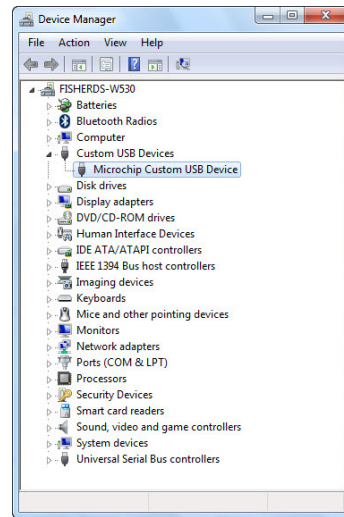 Device Manager
File Action View Help
FISHERDS-W530
Batteries
Bluetooth Radios
Computer
Custom USB Devices
Microchip Custom USB Device
Disk drives
Display adapters
DVD/CD-ROM drives
Human Interface Devices
IDE ATA/ATAPI controllers
IEEE 1394 Bus host controllers
Imaging devices
Keyboards
Mice and other pointing devices
Monitors
Network adapters
Ports (COM & LPT)
Processors
Security Devices
Smart card readers
Sound, video and game controllers
System devices
Universal Serial Bus controllers